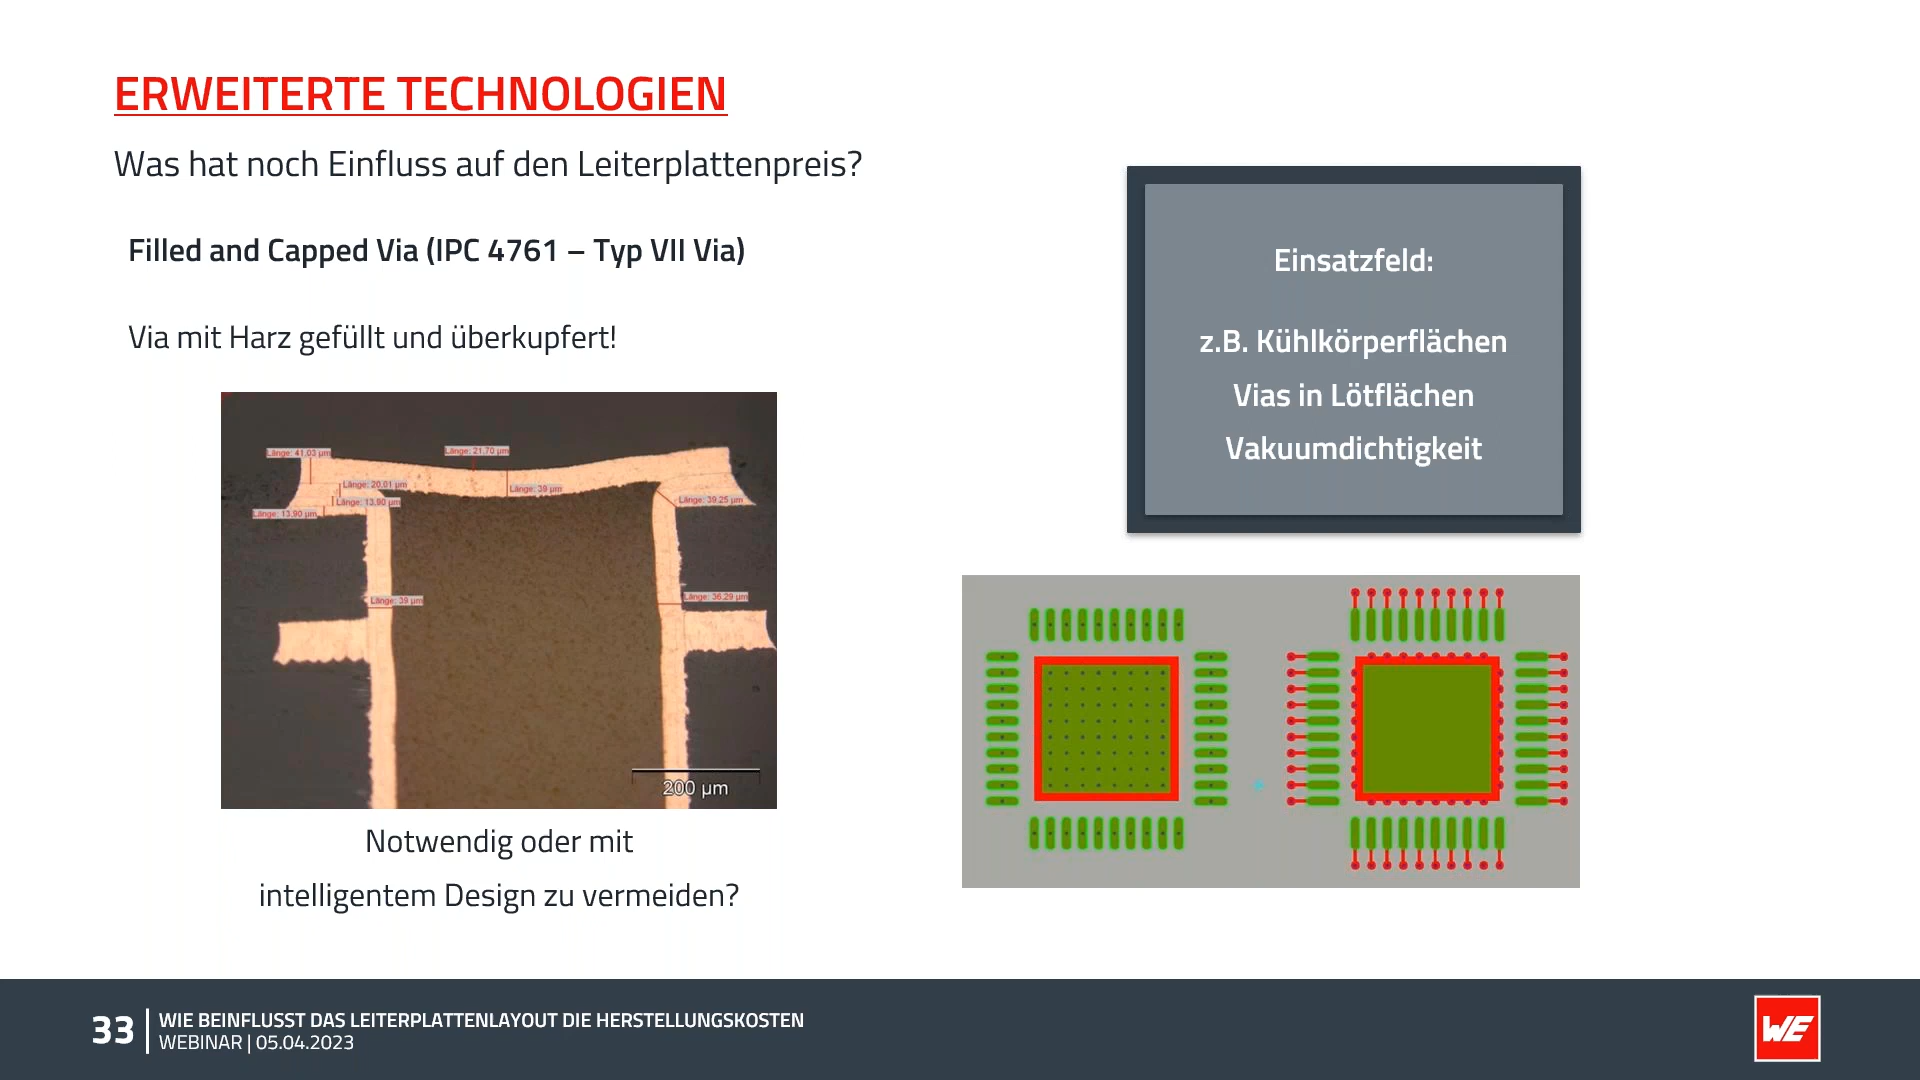 ERWEITERTE TECHNOLOGIEN
Was hat noch Einfluss auf den Leiterplattenpreis?
Filled and Capped Via (IPC 4761 – Typ VII Via)
Via mit Harz gefüllt und überkupfert!
Länge: 41,03 µm
Länge: 21,70 µm
Länge: 20,01 µm
Länge: 39 µm
Länge: 13,90 µm
Länge: 39,25 µm
Länge: 13,90 µm
Länge: 39 µm
Länge: 36,29 µm
200 µm
Notwendig oder mit
intelligentem Design zu vermeiden?
Einsatzfeld:
z.B. Kühlkörperflächen
Vias in Lötflächen
Vakuumdichtigkeit
33
WIE BEINFLUSST DAS LEITERPLATTENLAYOUT DIE HERSTELLUNGSKOSTEN
WEBINAR | 05.04.2023
WE